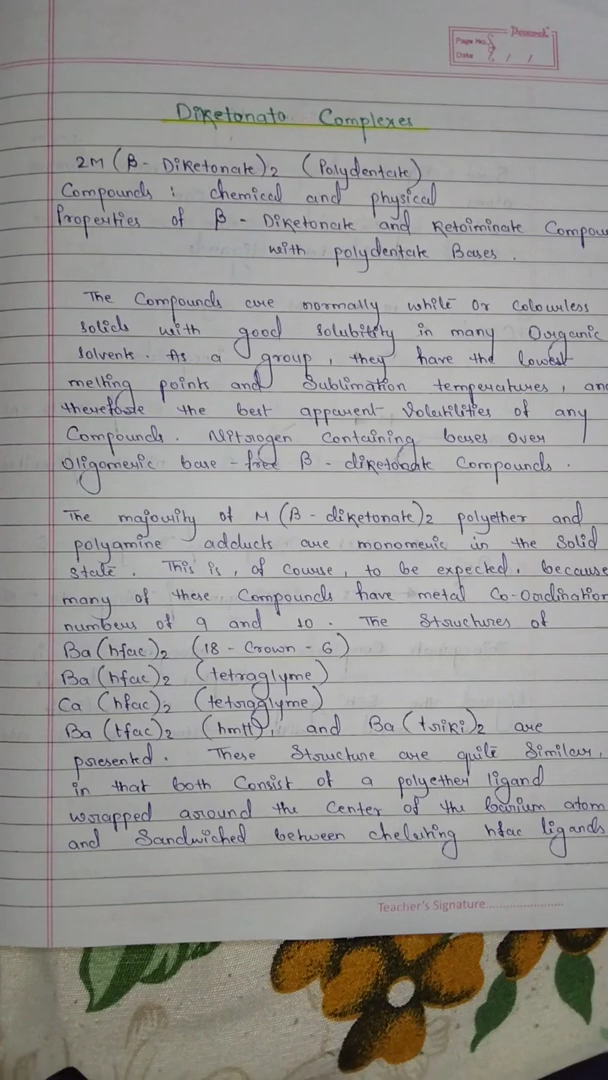 Peacock
Page No.
Date / /
Diketonato Complexes
2M (β - Diketonate)2 (Polydentate)
Compounds : chemical and physical
Properties of β - Diketonate and Ketoiminate Compou
with polydentate Bases .
The Compounds are normally while or colourless
solids with good solubility in many Organic
solvents . As a group , they have the lowest
melting points and Sublimation temperatures , and
therefore the best apparent Volatilities of any
Compounds . Nitrogen containing bases over
Oligomeric base - free β - diketonate Compounds .
The majority of M (β - diketonate)2 polyether and
polyamine adducts are monomeric in the Solid
State . This is , of course , to be expected . because
many of these Compounds have metal Co-Ordination
numbers of 9 and 10 . The Structures of
Ba (hfac)2 (18 - Crown - 6)
Ba (hfac)2 (tetraglyme)
Ca (hfac)2 (tetraglyme)
Ba (tfac)2 (hmtt), and Ba (triki)2 are
presented . These Structure are quite Similar,
in that both Consist of a polyether ligand
wrapped around the Center of the barium atom
and Sandwiched between chelating hfac ligands
Teacher's Signature........................